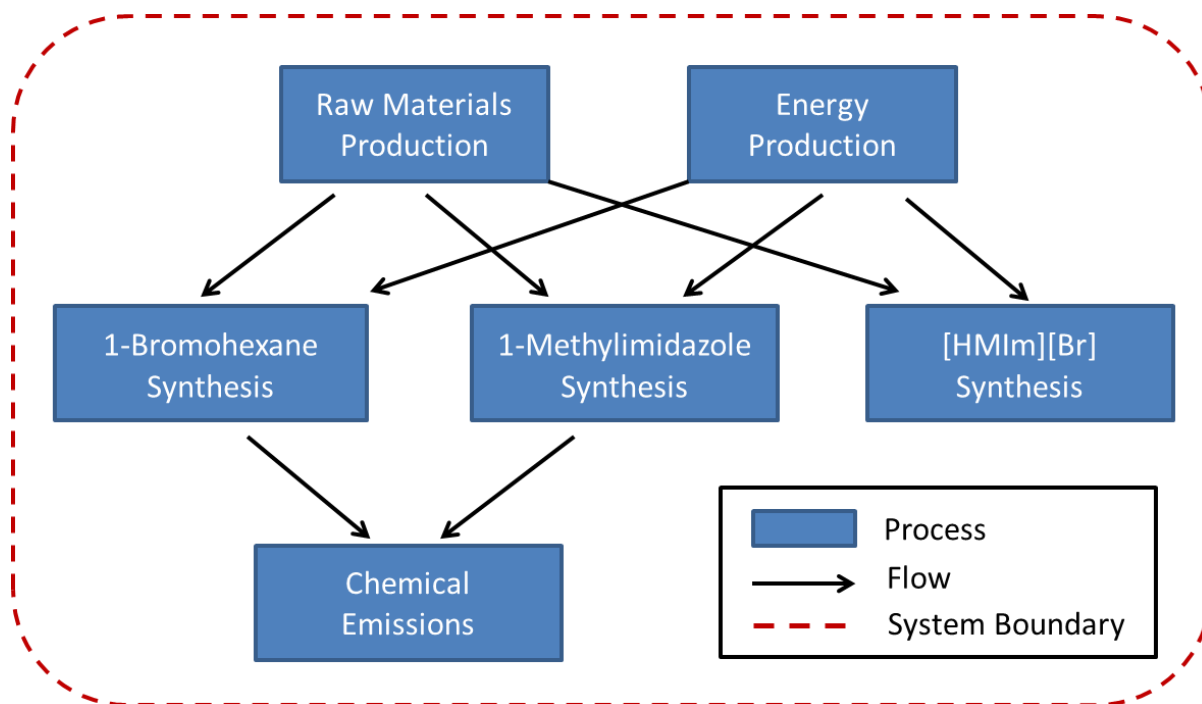 Raw Materials
Production
Energy
Production
1-Bromohexane
Synthesis
1-Methylimidazole
Synthesis
[HMIm][Br]
Synthesis
Chemical
Emissions
Process
Flow
System Boundary